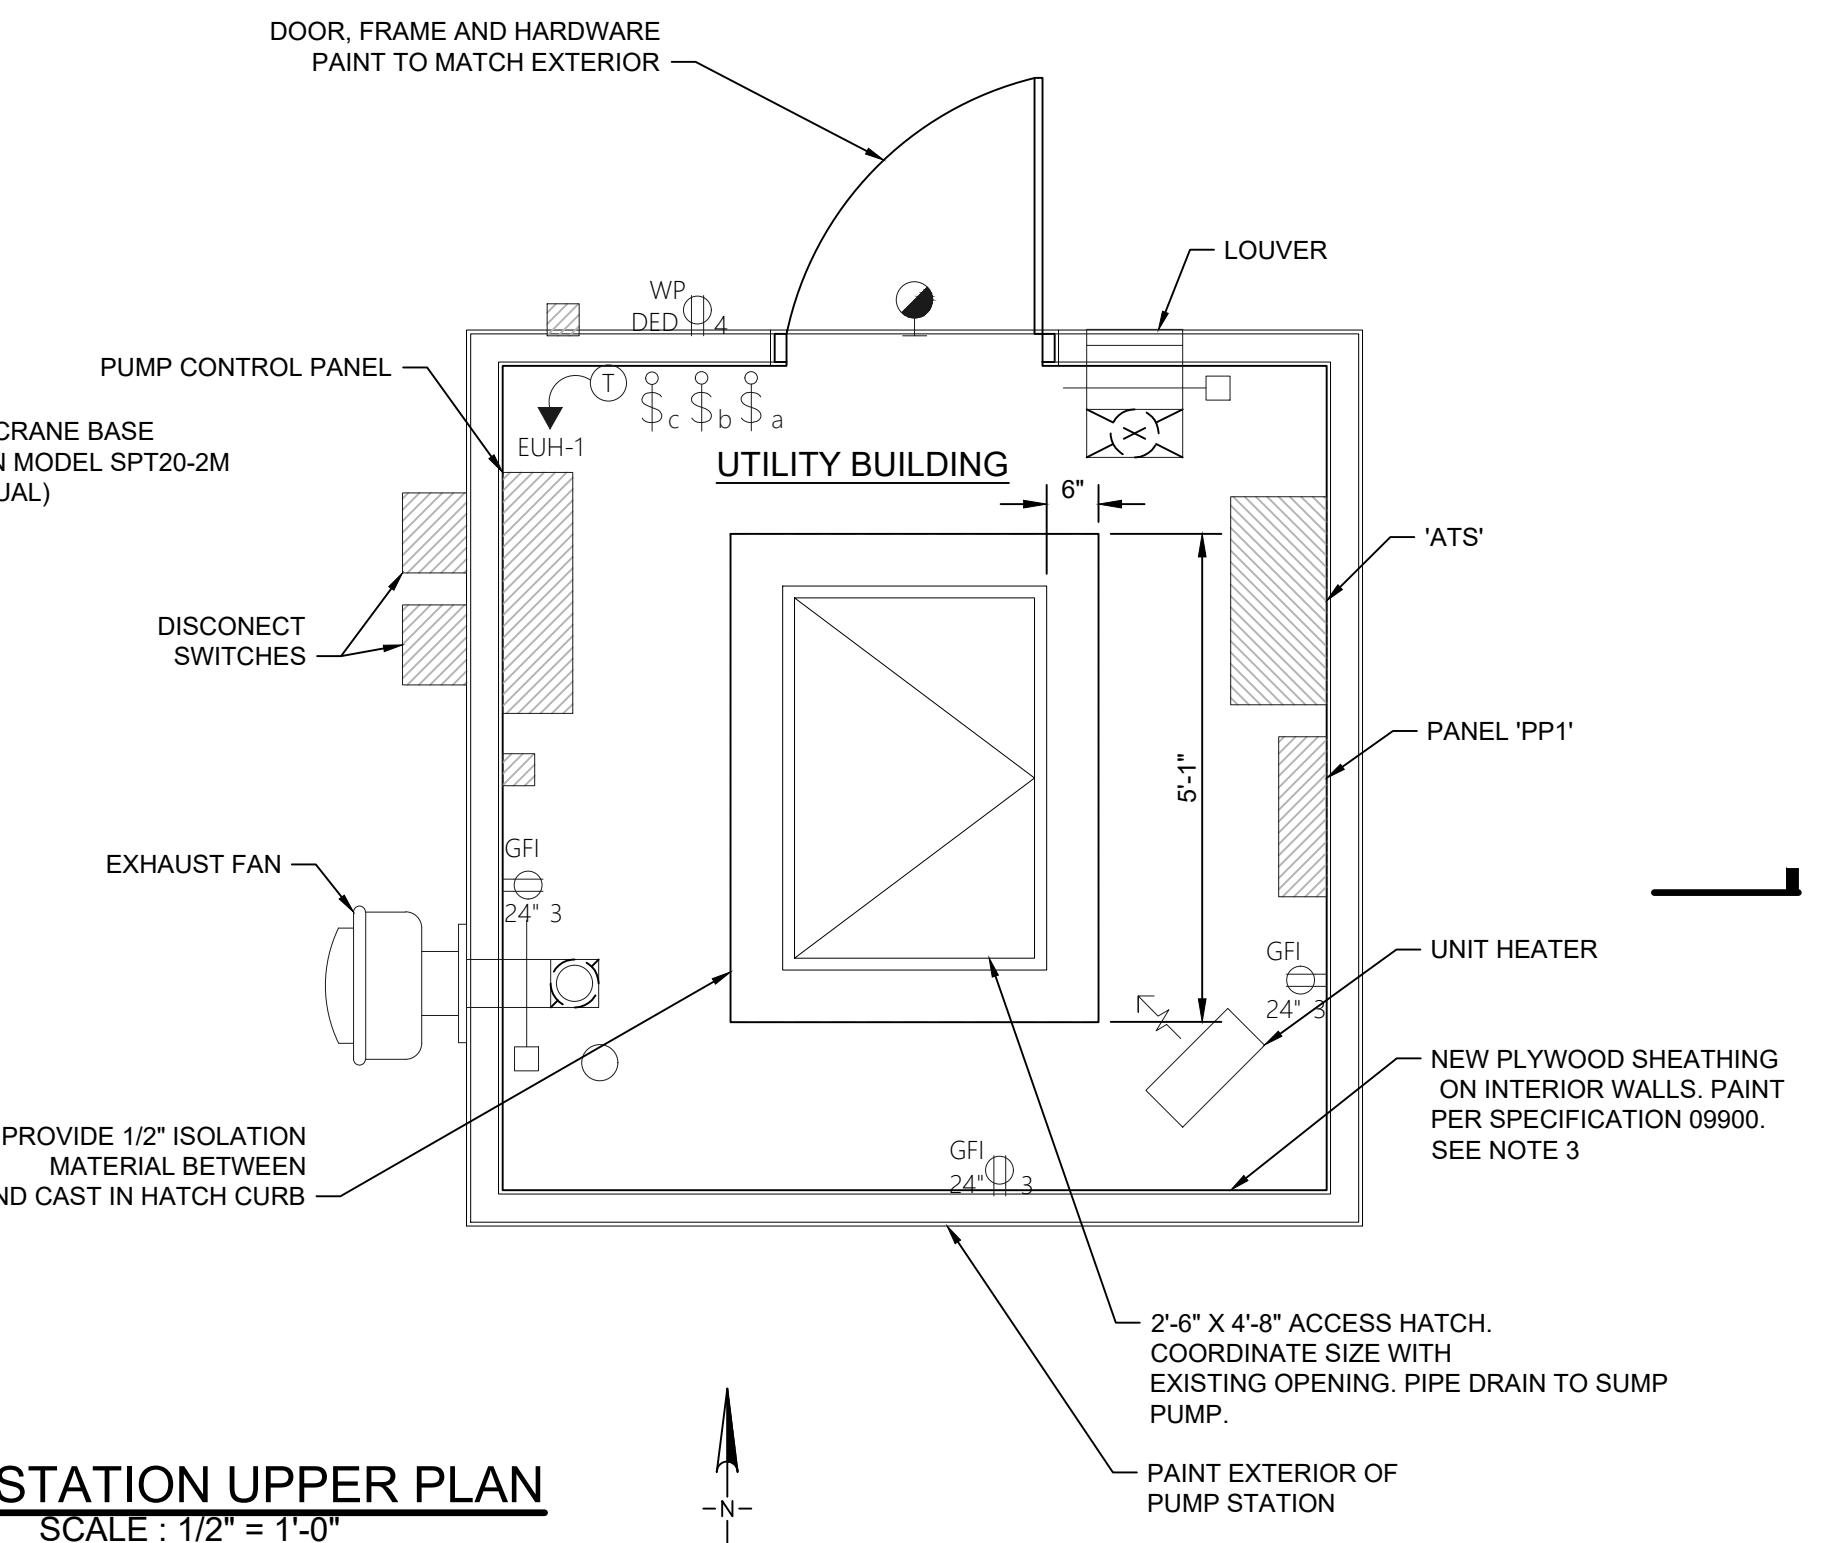 DOOR, FRAME AND HARDWARE
PAINT TO MATCH EXTERIOR
LOUVER
WP
DED 4
PUMP CONTROL PANEL
T
c b a
EUH-1
CRANE BASE
N MODEL SPT20-2M
UAL)
UTILITY BUILDING
6"
'ATS'
DISCONECT
SWITCHES
PANEL 'PP1'
5'-1"
GFI
24" 3
EXHAUST FAN
GFI
24" 3
UNIT HEATER
NEW PLYWOOD SHEATHING
ON INTERIOR WALLS. PAINT
PER SPECIFICATION 09900.
SEE NOTE 3
PROVIDE 1/2" ISOLATION
MATERIAL BETWEEN
ND CAST IN HATCH CURB
GFI
24" 3
2'-6" X 4'-8" ACCESS HATCH.
COORDINATE SIZE WITH
EXISTING OPENING. PIPE DRAIN TO SUMP
PUMP.
PAINT EXTERIOR OF
PUMP STATION
STATION UPPER PLAN
SCALE : 1/2" = 1'-0"
N